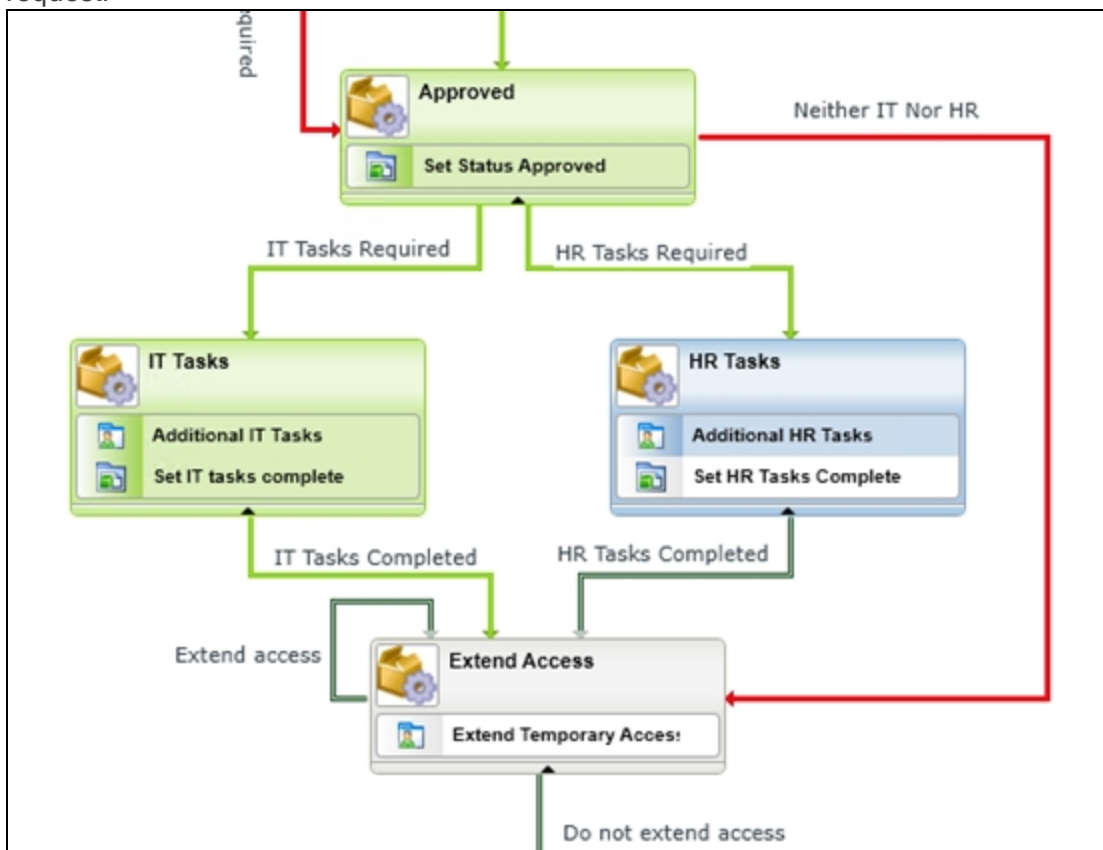 request.
quired
Approved
Neither IT Nor HR
Set Status Approved
IT Tasks Required
HR Tasks Required
IT Tasks
HR Tasks
Additional IT Tasks
Additional HR Tasks
Set IT tasks complete
Set HR Tasks Complete
IT Tasks Completed
HR Tasks Completed
Extend access
Extend Access
Extend Temporary Acces
Do not extend access